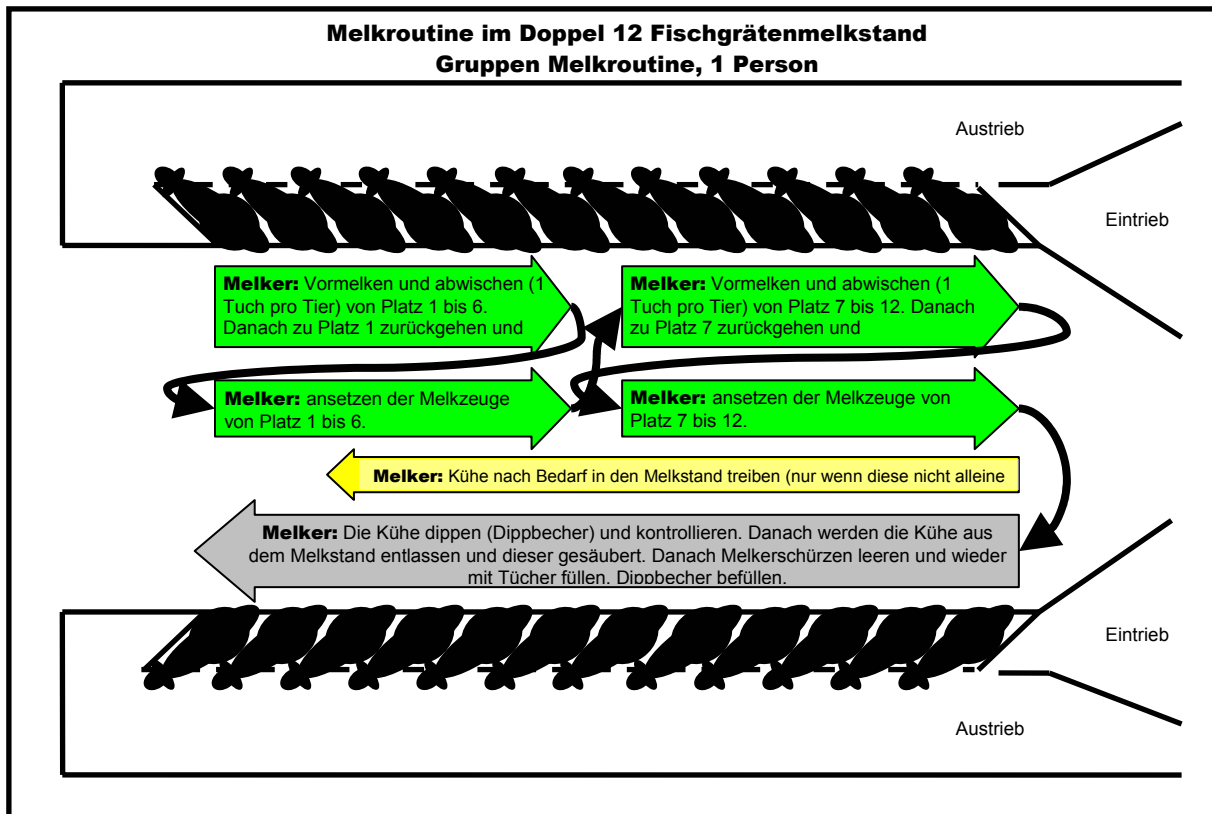 Melkroutine im Doppel 12 Fischgrätenmelkstand
Gruppen Melkroutine, 1 Person
Austrieb
Eintrieb
Melker: Vormelken und abwischen (1
Tuch pro Tier) von Platz 1 bis 6.
Danach zu Platz 1 zurückgehen und
Melker: Vormelken und abwischen (1
Tuch pro Tier) von Platz 7 bis 12. Danach
zu Platz 7 zurückgehen und
Melker: ansetzen der Melkzeuge
von Platz 1 bis 6.
Melker: ansetzen der Melkzeuge von
Platz 7 bis 12.
Melker: Kühe nach Bedarf in den Melkstand treiben (nur wenn diese nicht alleine
Melker: Die Kühe dippen (Dippbecher) und kontrollieren. Danach werden die Kühe aus
dem Melkstand entlassen und dieser gesäubert. Danach Melkerschürzen leeren und wieder
mit Tücher füllen. Dippbecher befüllen.
Eintrieb
Austrieb